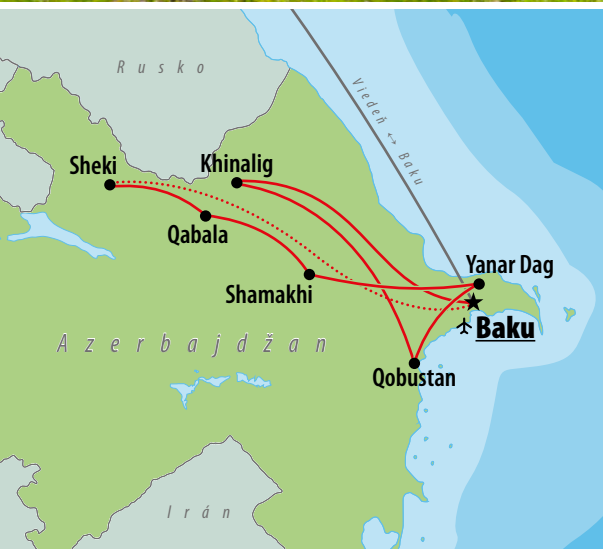 Rusko
Viedeň ↔ Baku
Sheki
Khinalig
Qabala
Yanar Dag
Shamakhi
Baku
Azerbajdžan
Qobustan
Irán